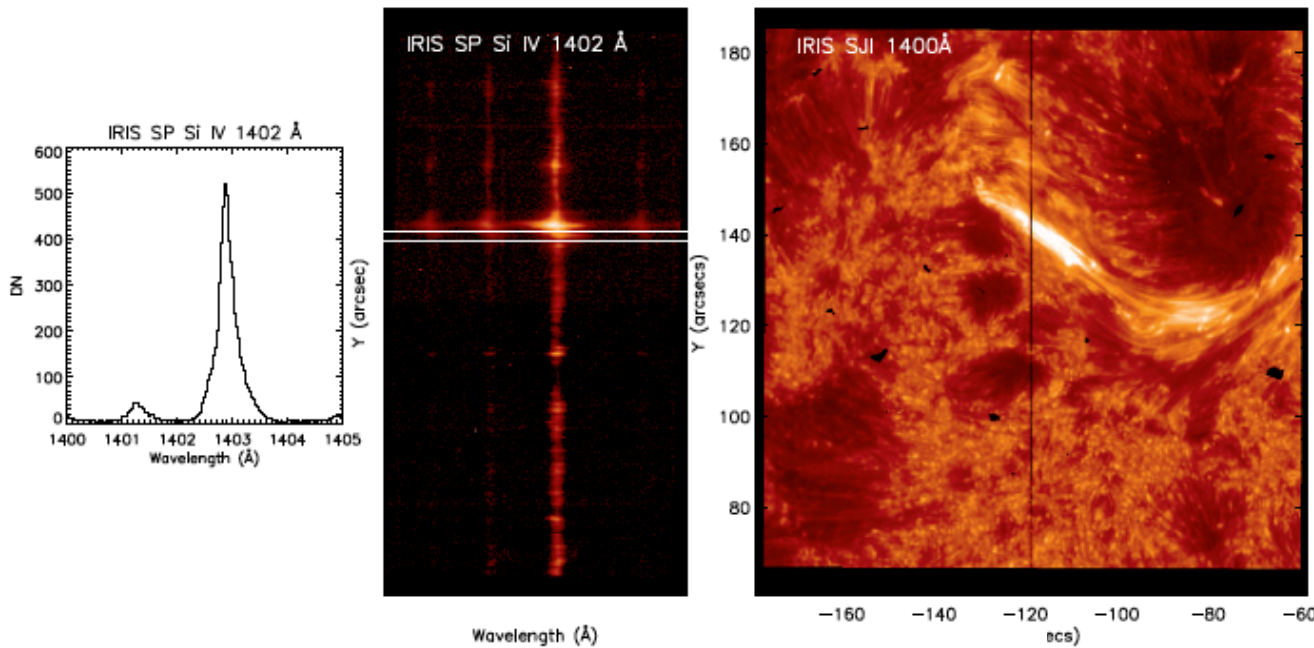 IRIS SP Si IV 1402 Å
600
500
400
300
200
100
0
DN
1400 1401 1402 1403 1404 1405
Wavelength (Å)
IRIS SP Si IV 1402 Å
Y (arcsec)
Wavelength (Å)
IRIS SJI 1400Å
180
160
140
120
100
80
Y (arcsecs)
−160 −140 −120 −100 −80 −60
ecs)